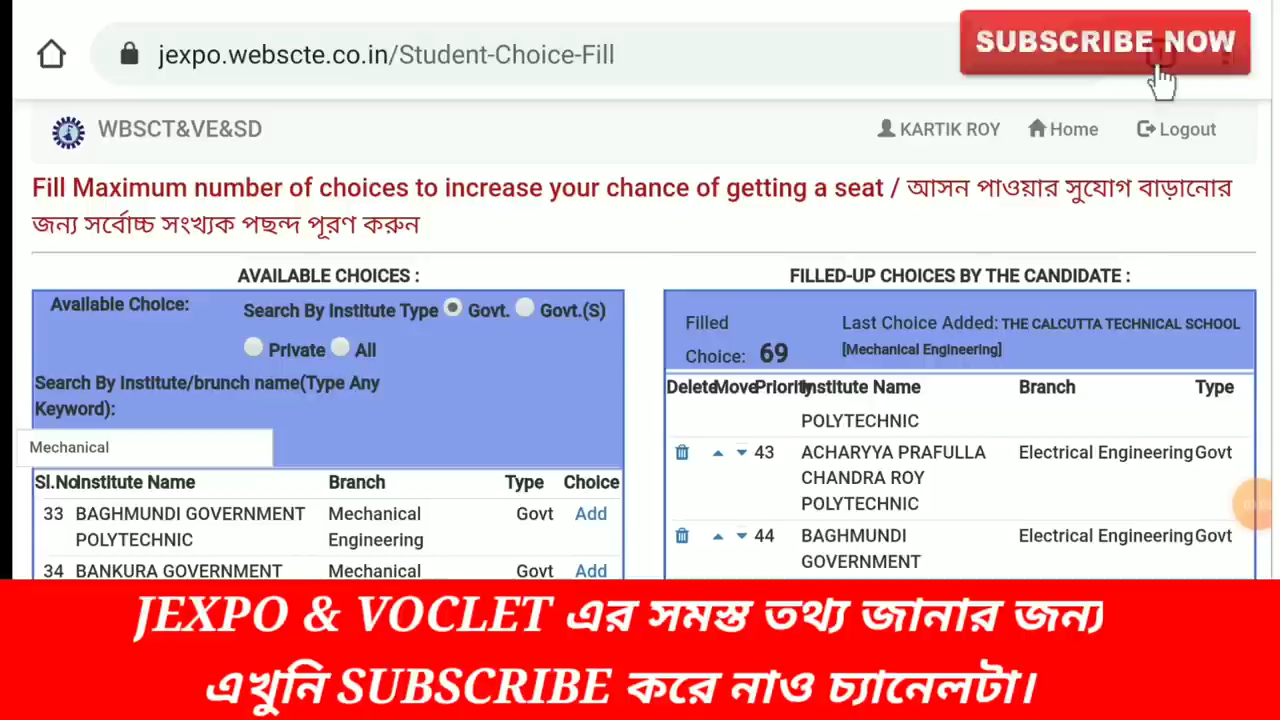 jexpo.webscte.co.in/Student-Choice-Fill
SUBSCRIBE NOW
WBSCT&VE&SD
KARTIK ROY
Home
Logout
Fill Maximum number of choices to increase your chance of getting a seat / আসন পাওয়ার সুযোগ বাড়ানোর
জন্য সর্বোচ্চ সংখ্যক পছন্দ পূরণ করুন
AVAILABLE CHOICES :
Available Choice:
Search By Institute Type Govt. Govt.(S)
Private All
Search By Institute/brunch name(Type Any
Keyword):
Mechanical
Sl.No Institute Name Branch Type Choice
33 BAGHMUNDI GOVERNMENT Mechanical Govt Add
POLYTECHNIC Engineering
34 BANKURA GOVERNMENT Mechanical Govt Add
FILLED-UP CHOICES BY THE CANDIDATE :
Filled Last Choice Added: THE CALCUTTA TECHNICAL SCHOOL
Choice: 69 [Mechanical Engineering]
Delete Move Priority Institute Name Branch Type
POLYTECHNIC
43 ACHARYYA PRAFULLA Electrical Engineering Govt
CHANDRA ROY
POLYTECHNIC
44 BAGHMUNDI Electrical Engineering Govt
GOVERNMENT
JEXPO & VOCLET এর সমস্ত তথ্য জানার জন্য
এখুনি SUBSCRIBE করে নাও চ্যানেলটা।